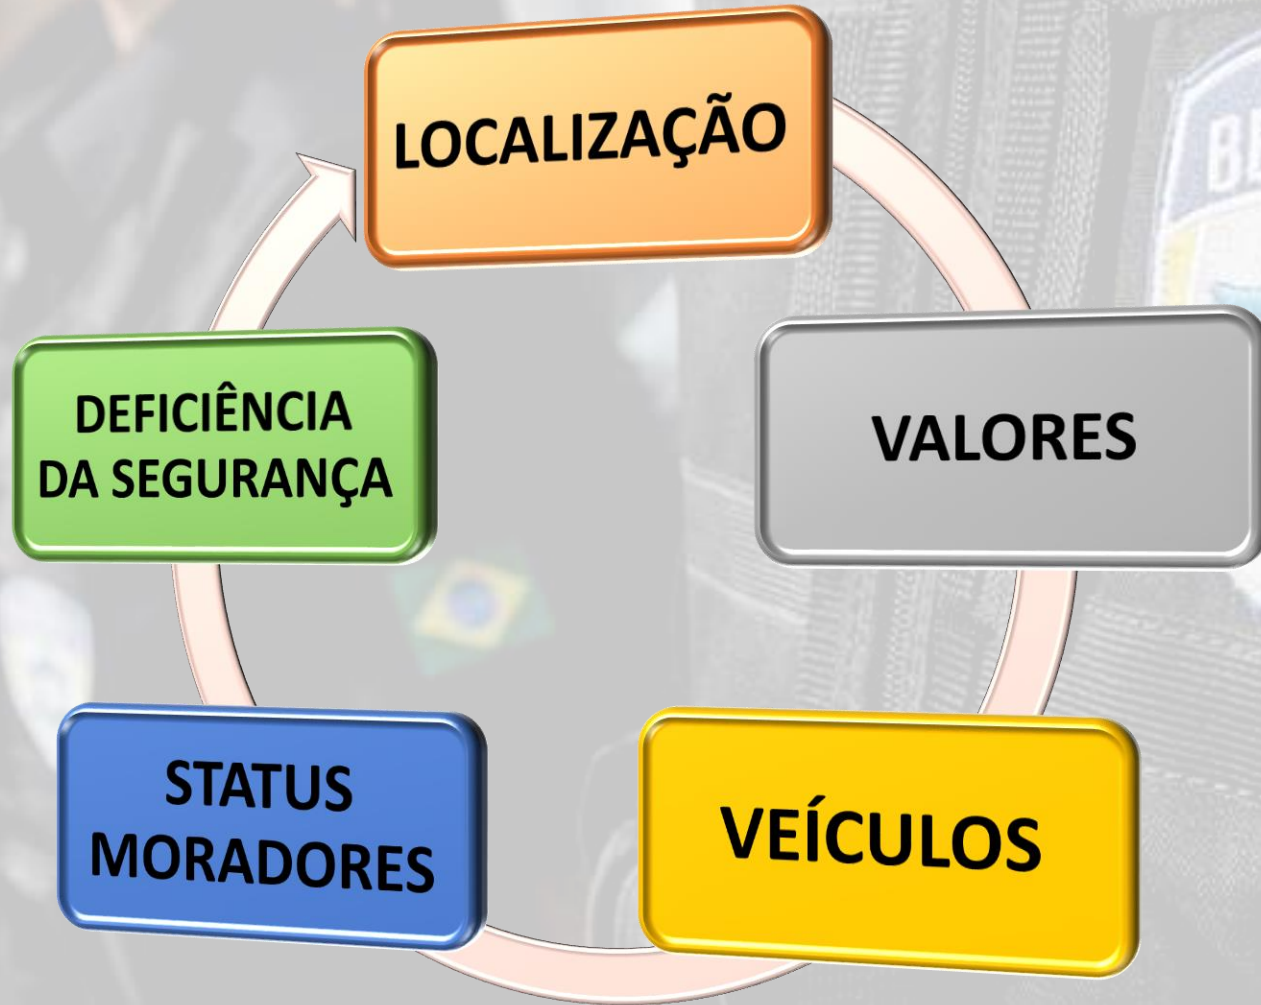 LOCALIZAÇÃO
VALORES
VEÍCULOS
STATUS
MORADORES
DEFICIÊNCIA
DA SEGURANÇA